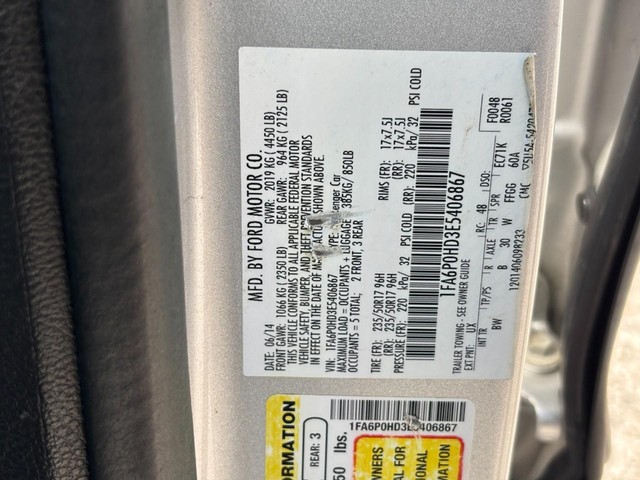 MFD. BY FORD MOTOR CO.
DATE: 06/14 GVWR: 2019 KG ( 4450 LB)
FRONT GAWR: 1066 KG ( 2350 LB) REAR GAWR: 964 KG ( 2125 LB)
THIS VEHICLE CONFORMS TO ALL APPLICABLE FEDERAL MOTOR
VEHICLE SAFETY, BUMPER, AND THEFT PREVENTION STANDARDS
IN EFFECT ON THE DATE OF MANUFACTURE SHOWN ABOVE.
VIN: 1FA6P0HD3E5406867 TYPE: Passenger Car
MAXIMUM LOAD = OCCUPANTS + LUGGAGE 385KG/ 850LB
OCCUPANTS = 5 TOTAL: 2 FRONT, 3 REAR
TIRE (FR): 235/50R17 96H RIMS (FR): 17x7.5J
(RR): 235/50R17 96H (RR): 17x7.5J
PRESSURE (FR): 220 kPa/ 32 PSI COLD (RR): 220 kPa/ 32 PSI COLD
1FA6P0HD3E5406867
TRAILER TOWING - SEE OWNER GUIDE F0048
EXT PNT: UX RC: 48 DSO: R0061
INT TR TP/PS R AXLE TR SPR EC71K
BW B 30 W FFGG 60A
12014060919233 CMC
1FA6P0HD3E5406867
REAR: 3